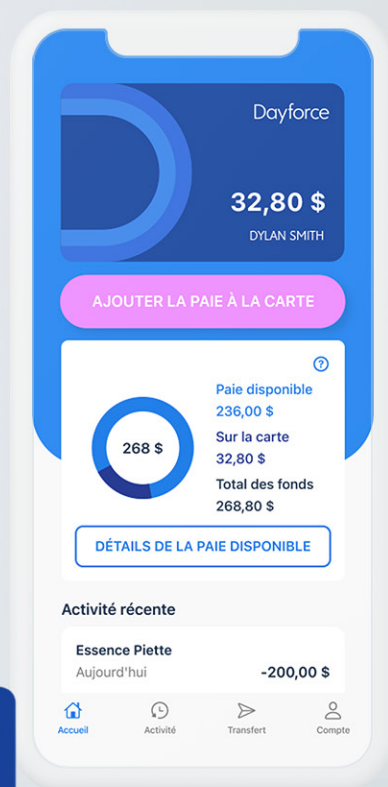 Dayforce
32,80 $
DYLAN SMITH
AJOUTER LA PAIE À LA CARTE
Paie disponible
236,00 $
268 $
Sur la carte
32,80 $
Total des fonds
268,80 $
DÉTAILS DE LA PAIE DISPONIBLE
Activité récente
Essence Piette
Aujourd'hui -200,00 $
Accueil Activité Transfert Compte